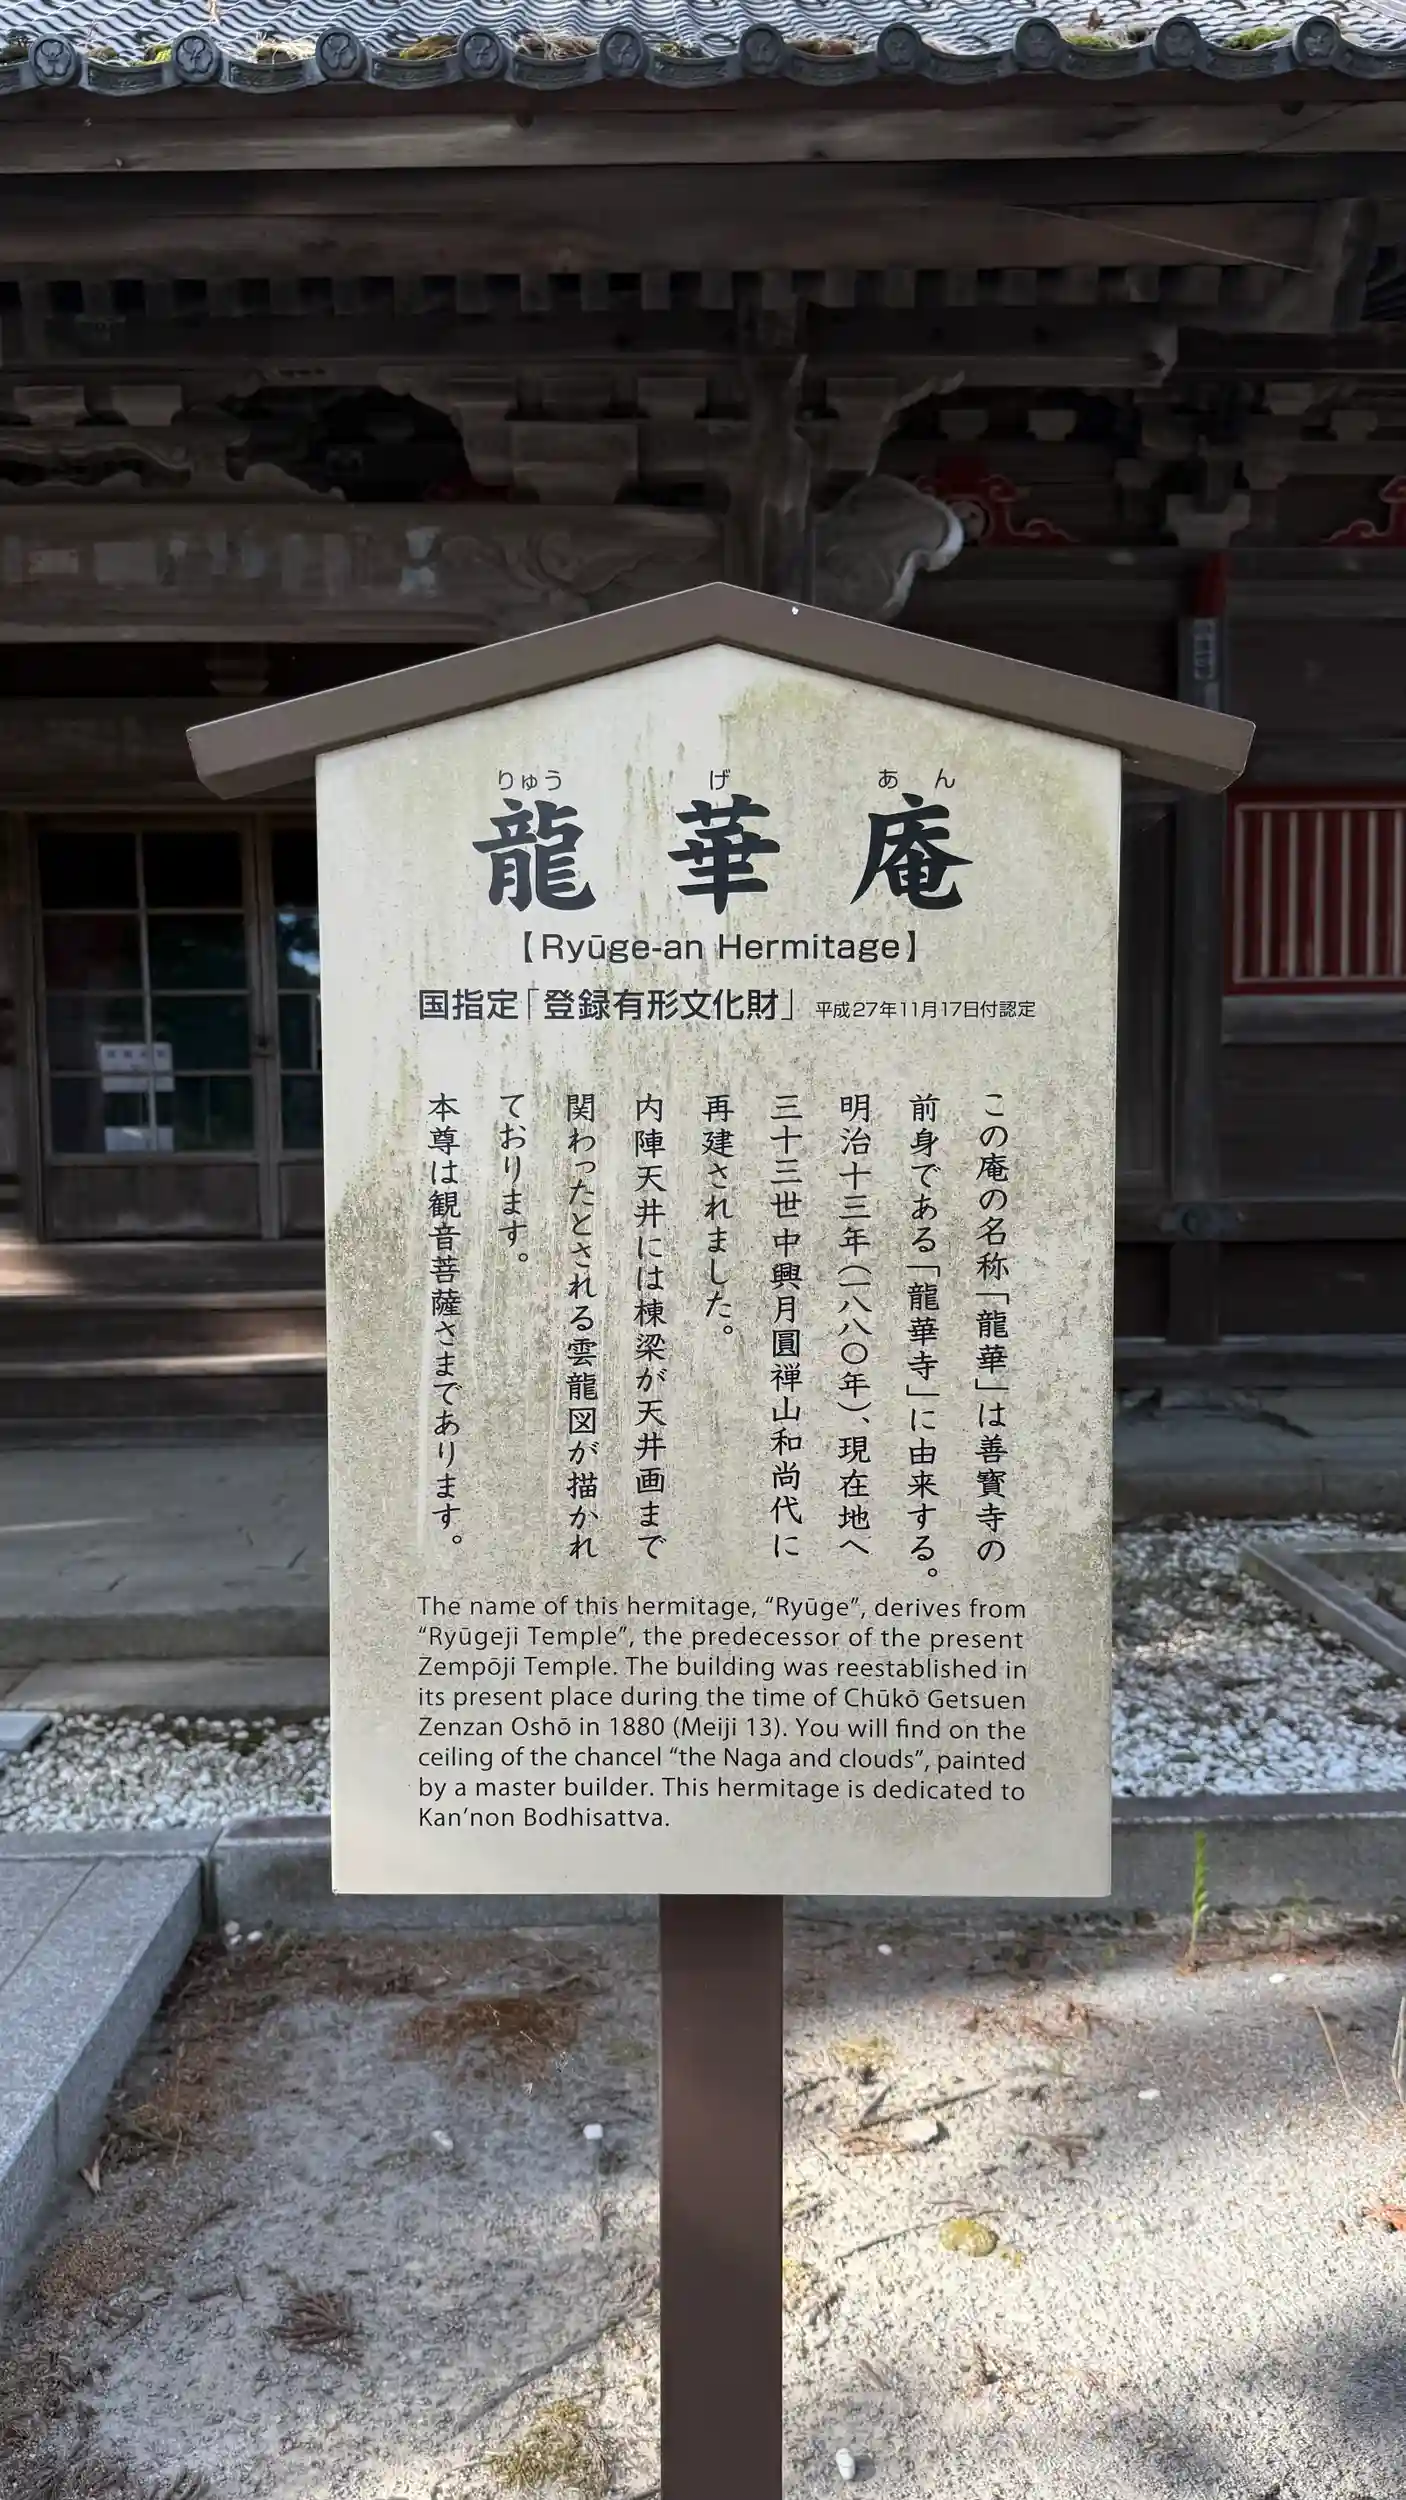 りゅう げ あん
龍華庵
【Ryūge-an Hermitage】
国指定「登録有形文化財」 平成27年11月17日付認定
この庵の名称「龍華」は善寶寺の
前身である「龍華寺」に由来する。
明治十三年（一八八〇年）、現在地へ
三十三世中興月圓禅山和尚代に
再建されました。
内陣天井には棟梁が天井画まで
関わったとされる雲龍図が描かれ
ております。
本尊は観音菩薩さまであります。
The name of this hermitage, “Ryūge”, derives from
“Ryūgeji Temple”, the predecessor of the present
Zempōji Temple. The building was reestablished in
its present place during the time of Chūkō Getsuen
Zenzan Oshō in 1880 (Meiji 13). You will find on the
ceiling of the chancel “the Naga and clouds”, painted
by a master builder. This hermitage is dedicated to
Kan’non Bodhisattva.